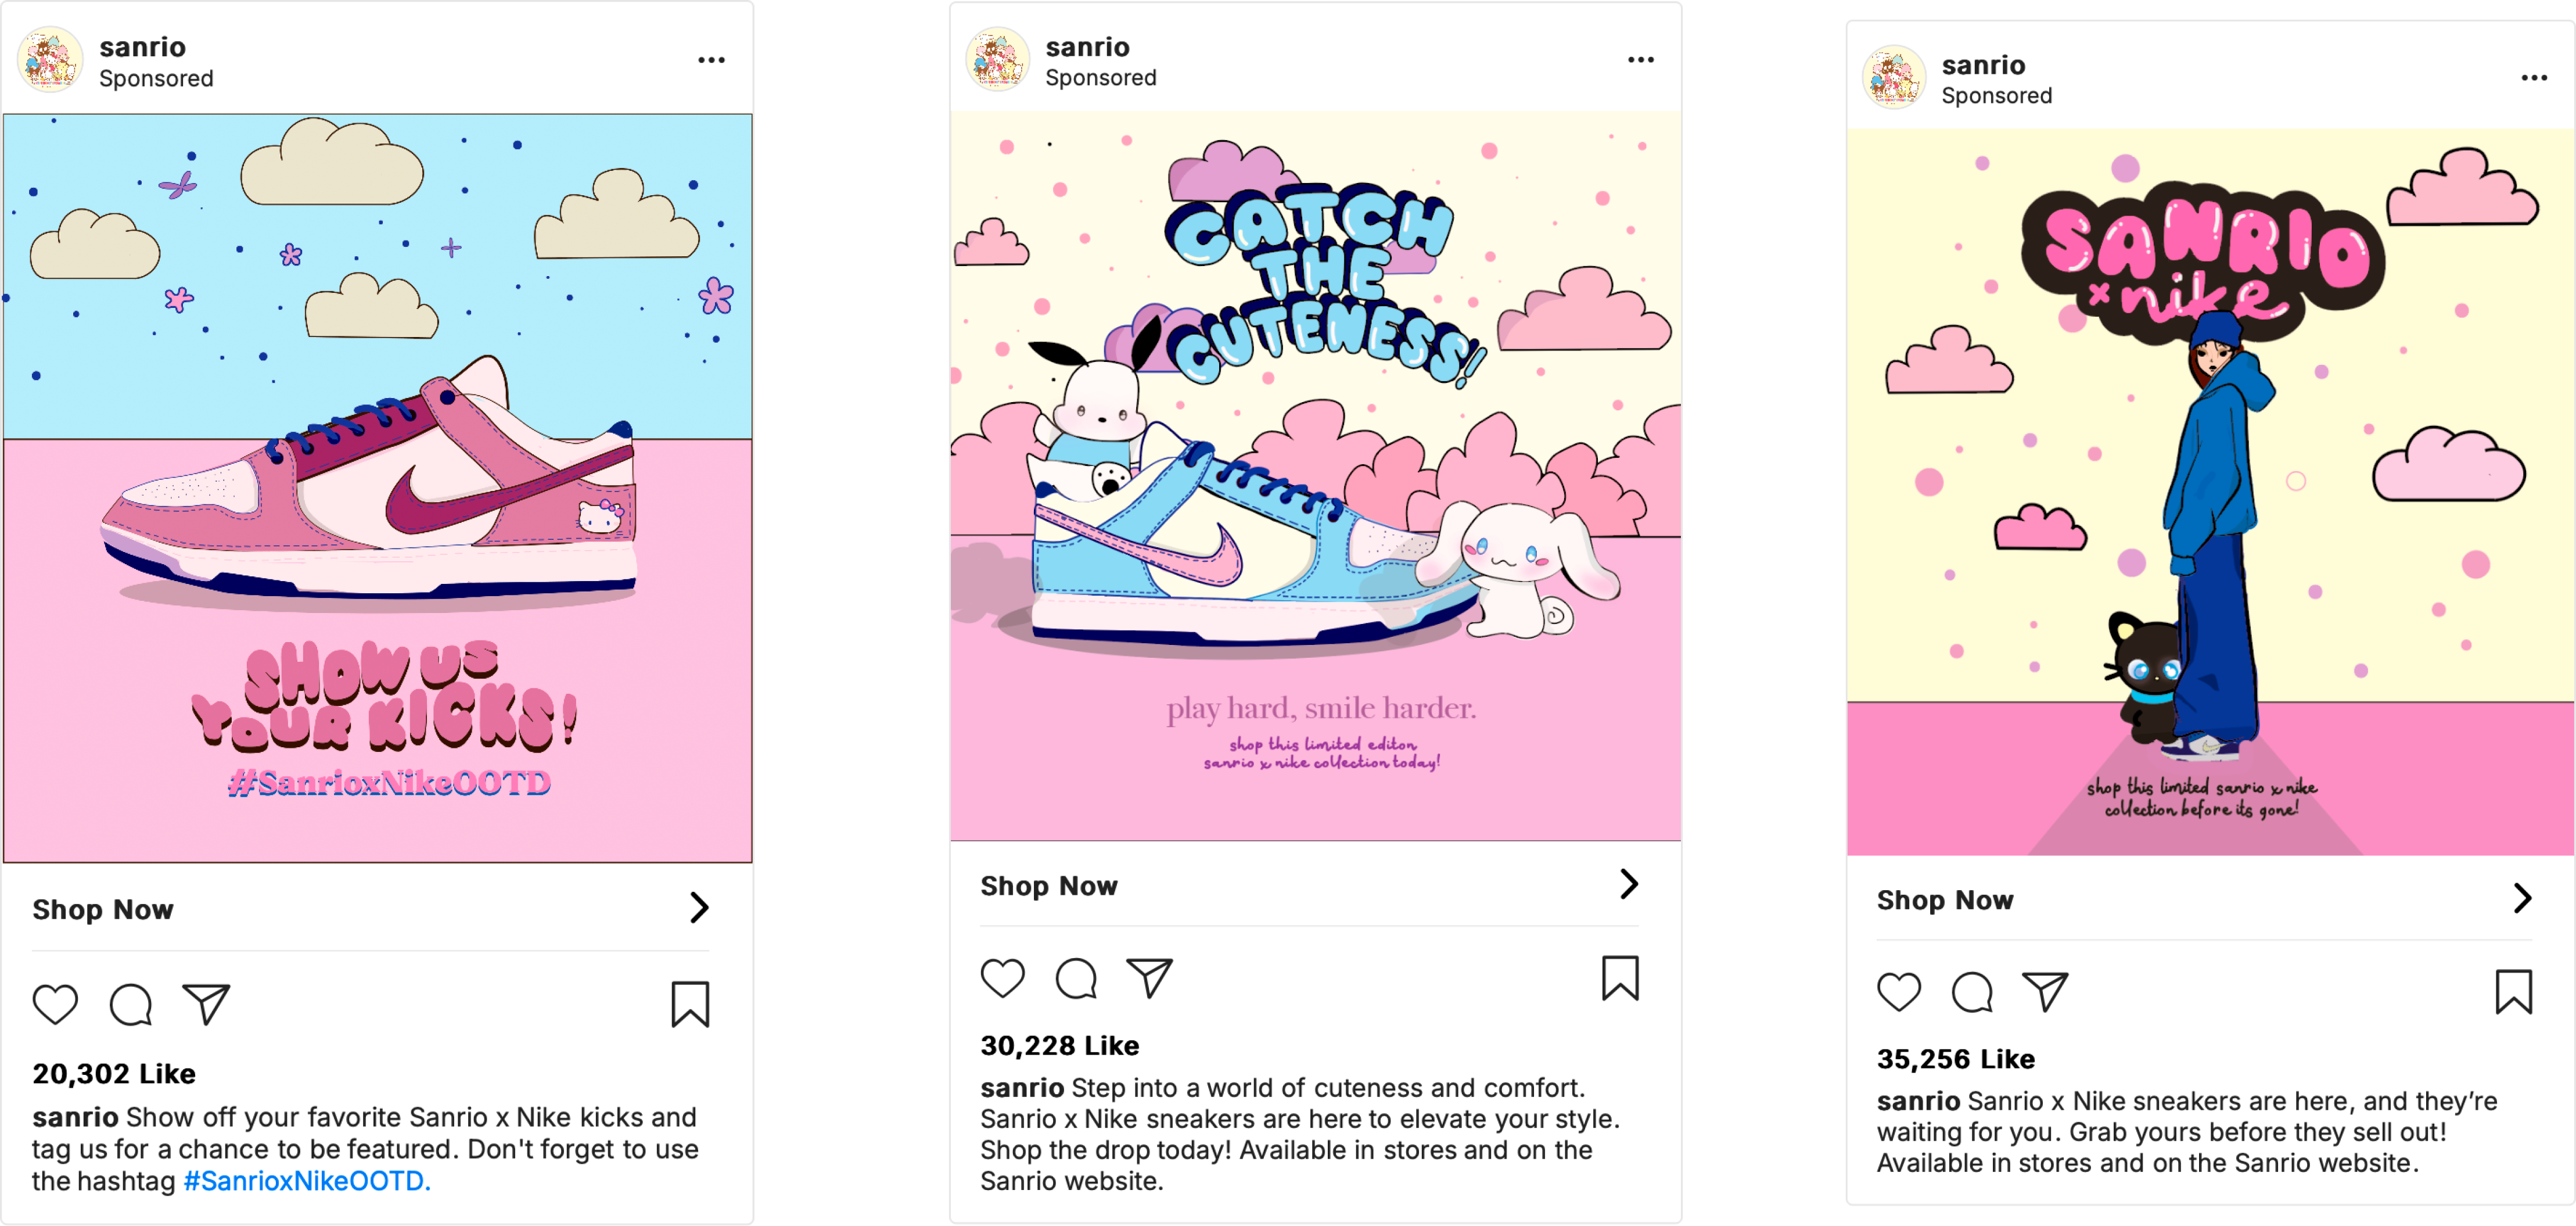 sanrio
Sponsored
SHOW US
YOUR KICKS!
#SanrioxNikeOOTD
Shop Now
20,302 Like
sanrio Show off your favorite Sanrio x Nike kicks and
tag us for a chance to be featured. Don't forget to use
the hashtag #SanrioxNikeOOTD.
sanrio
Sponsored
CATCH
THE
CUTENESS!
play hard, smile harder.
shop this limited editon
sanrio x nike collection today!
Shop Now
30,228 Like
sanrio Step into a world of cuteness and comfort.
Sanrio x Nike sneakers are here to elevate your style.
Shop the drop today! Available in stores and on the
Sanrio website.
sanrio
Sponsored
SANRIO
x nike
shop this limited sanrio x nike
collection before its gone!
Shop Now
35,256 Like
sanrio Sanrio x Nike sneakers are here, and they’re
waiting for you. Grab yours before they sell out!
Available in stores and on the Sanrio website.